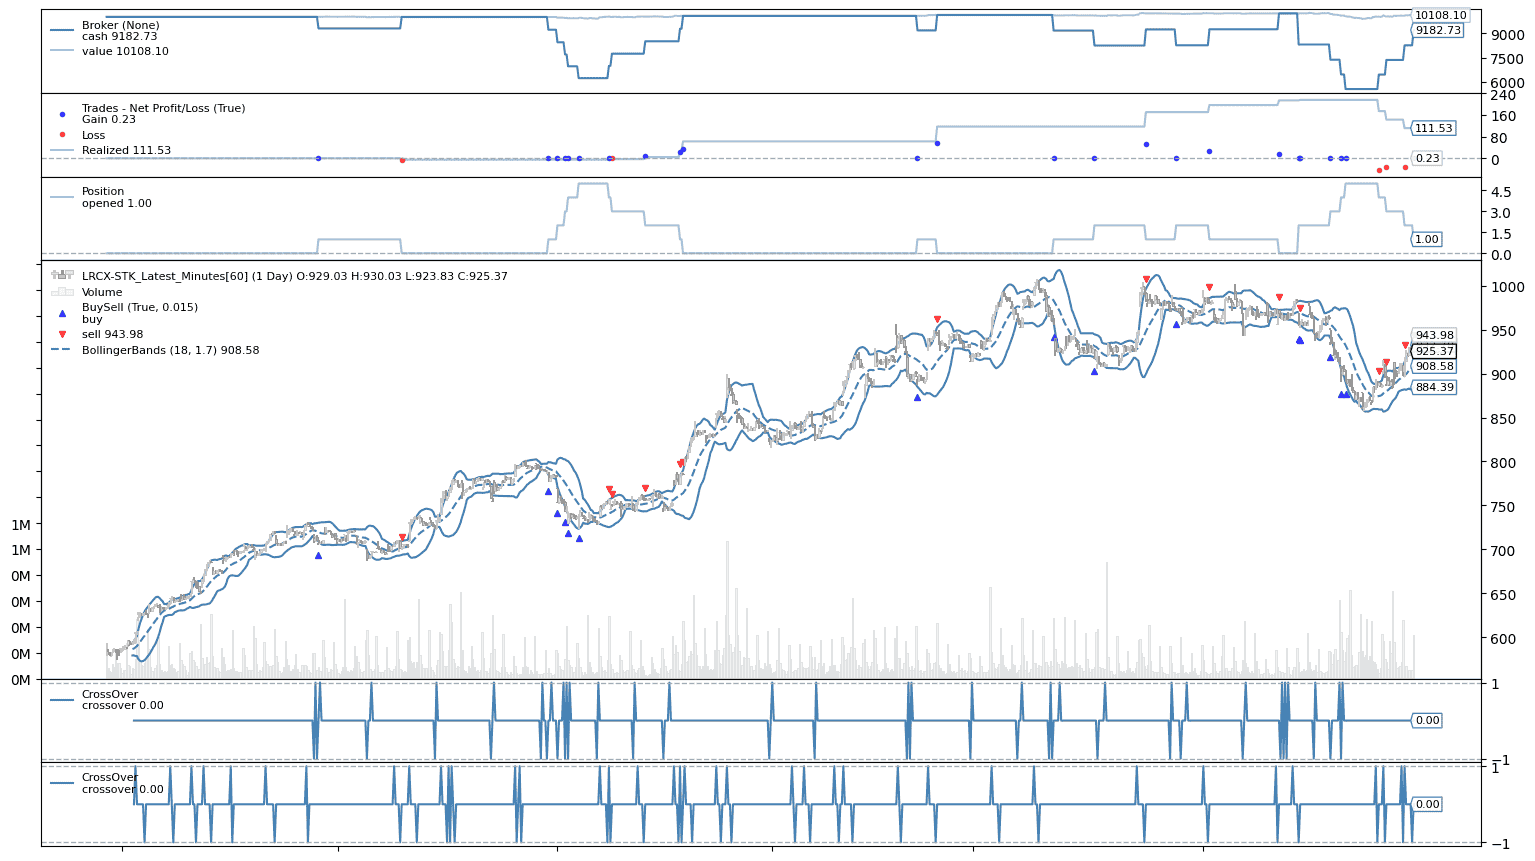 Broker (None)
cash 9182.73
value 10108.10
10108.10
9182.73
9000
7500
6000
Trades - Net Profit/Loss (True)
Gain 0.23
Loss
Realized 111.53
240
160
80
0
111.53
0.23
Position
opened 1.00
4.5
3.0
1.5
0.0
1.00
LRCX-STK_Latest_Minutes[60] (1 Day) O:929.03 H:930.03 L:923.83 C:925.37
Volume
BuySell (True, 0.015)
buy
sell 943.98
BollingerBands (18, 1.7) 908.58
1M
1M
0M
0M
0M
0M
0M
1000
950
900
850
800
750
700
650
600
943.98
925.37
908.58
884.39
CrossOver
crossover 0.00
1
0.00
−1
CrossOver
crossover 0.00
1
0.00
−1